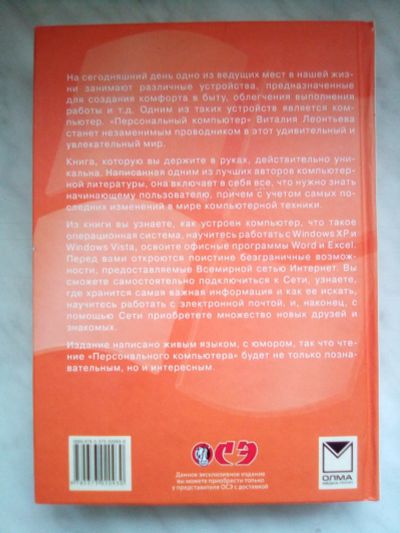 На сегодняшний день одно из ведущих мест в нашей жиз-
ни занимают различные устройства, предназначенные
для создания комфорта в быту, облегчения выполнения
работы и т.д. Одним из таких устройств является ком-
пьютер. «Персональный компьютер» Виталия Леонтьева
станет незаменимым проводником в этот удивительный и
увлекательный мир.
Книга, которую вы держите в руках, действительно уни-
кальна. Написанная одним из лучших авторов компьютер-
ной литературы, она включает в себя все, что нужно знать
начинающему пользователю, причем с учетом самых по-
следних изменений в мире компьютерной техники.
Из книги вы узнаете, как устроен компьютер, что такое
операционная система, научитесь работать с Windows XP и
Windows Vista, освоите офисные программы Word и Excel.
Перед вами откроются поистине безграничные возмож-
ности, предоставляемые Всемирной сетью Интернет. Вы
сможете самостоятельно подключиться к Сети, узнаете,
где хранится самая важная информация и как ее искать,
научитесь работать с электронной почтой, и, наконец, с
помощью Сети приобретете множество новых друзей и
знакомых.
Издание написано живым языком, с юмором, так что чте-
ние «Персонального компьютера» будет не только позна-
вательным, но и интересным.
ОСЭ
Данное эксклюзивное издание
вы можете приобрести только
у представителя ОСЭ с доставкой
ОЛМА